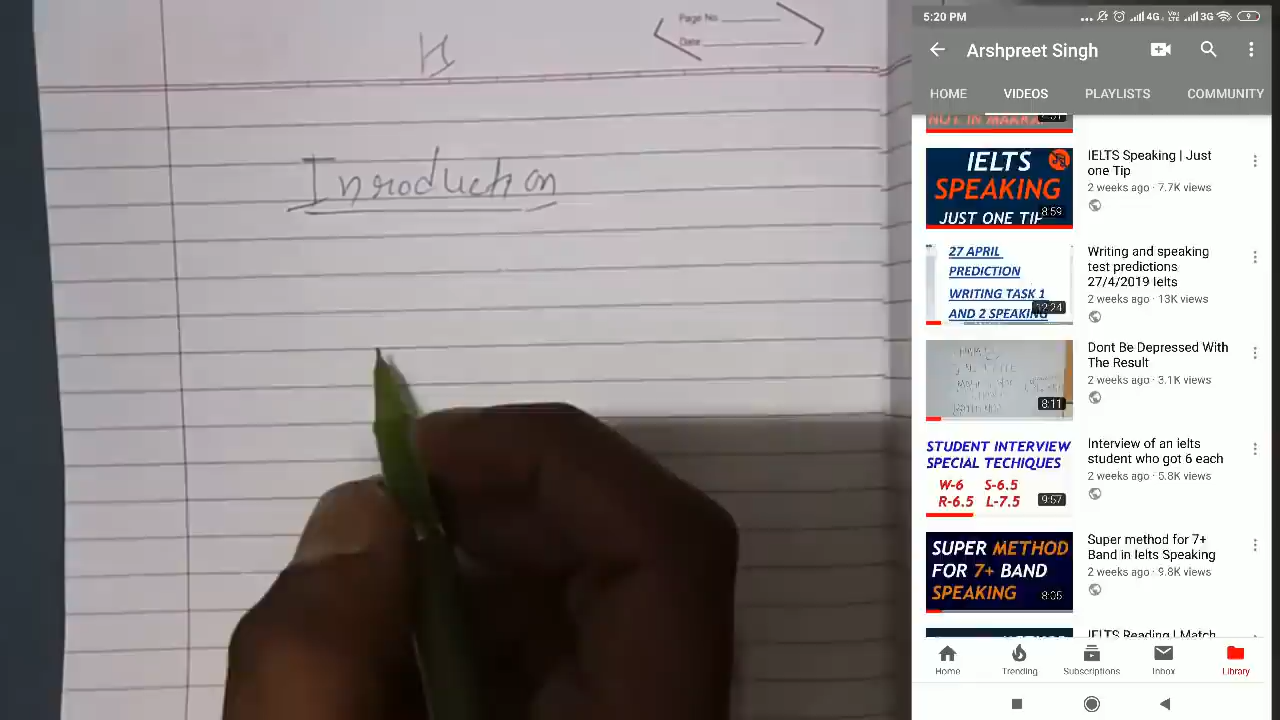 Page No
Date
Inroduction
5:20 PM
4G
3G
Arshpreet Singh
HOME VIDEOS PLAYLISTS COMMUNITY
IELTS
SPEAKING
JUST ONE TIP
8:59
IELTS Speaking | Just
one Tip
2 weeks ago · 7.7K views
27 APRIL
PREDICTION
WRITING TASK 1
AND 2 SPEAKING
12:24
Writing and speaking
test predictions
27/4/2019 Ielts
2 weeks ago · 13K views
8:11
Dont Be Depressed With
The Result
2 weeks ago · 3.1K views
STUDENT INTERVIEW
SPECIAL TECHIQUES
W-6 S-6.5
R-6.5 L-7.5
9:57
Interview of an ielts
student who got 6 each
2 weeks ago · 5.8K views
SUPER METHOD
FOR 7+ BAND
SPEAKING
8:05
Super method for 7+
Band in Ielts Speaking
2 weeks ago · 9.8K views
IELTS Reading | Match
Home Trending Subscriptions Inbox Library